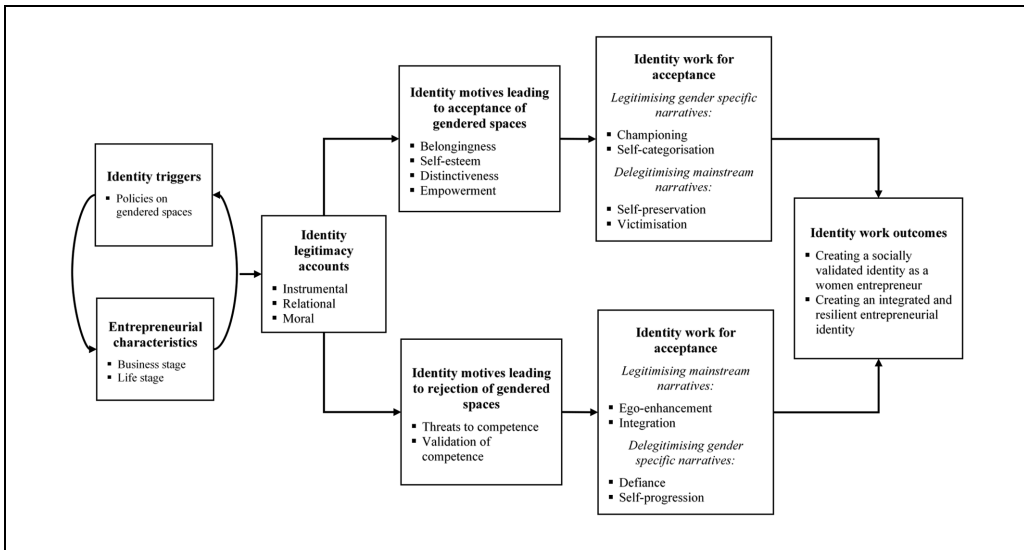 Identity triggers
▪ Policies on
gendered spaces
Entrepreneurial
characteristics
▪ Business stage
▪ Life stage
Identity
legitimacy
accounts
▪ Instrumental
▪ Relational
▪ Moral
Identity motives leading
to acceptance of
gendered spaces
▪ Belongingness
▪ Self-esteem
▪ Distinctiveness
▪ Empowerment
Identity work for
acceptance
Legitimising gender specific
narratives:
▪ Championing
▪ Self-categorisation
Delegitimising mainstream
narratives:
▪ Self-preservation
▪ Victimisation
Identity motives leading
to rejection of gendered
spaces
▪ Threats to competence
▪ Validation of
competence
Identity work for
acceptance
Legitimising mainstream
narratives:
▪ Ego-enhancement
▪ Integration
Delegitimising gender
specific narratives:
▪ Defiance
▪ Self-progression
Identity work outcomes
▪ Creating a socially
validated identity as a
women entrepreneur
▪ Creating an integrated and
resilient entrepreneurial
identity